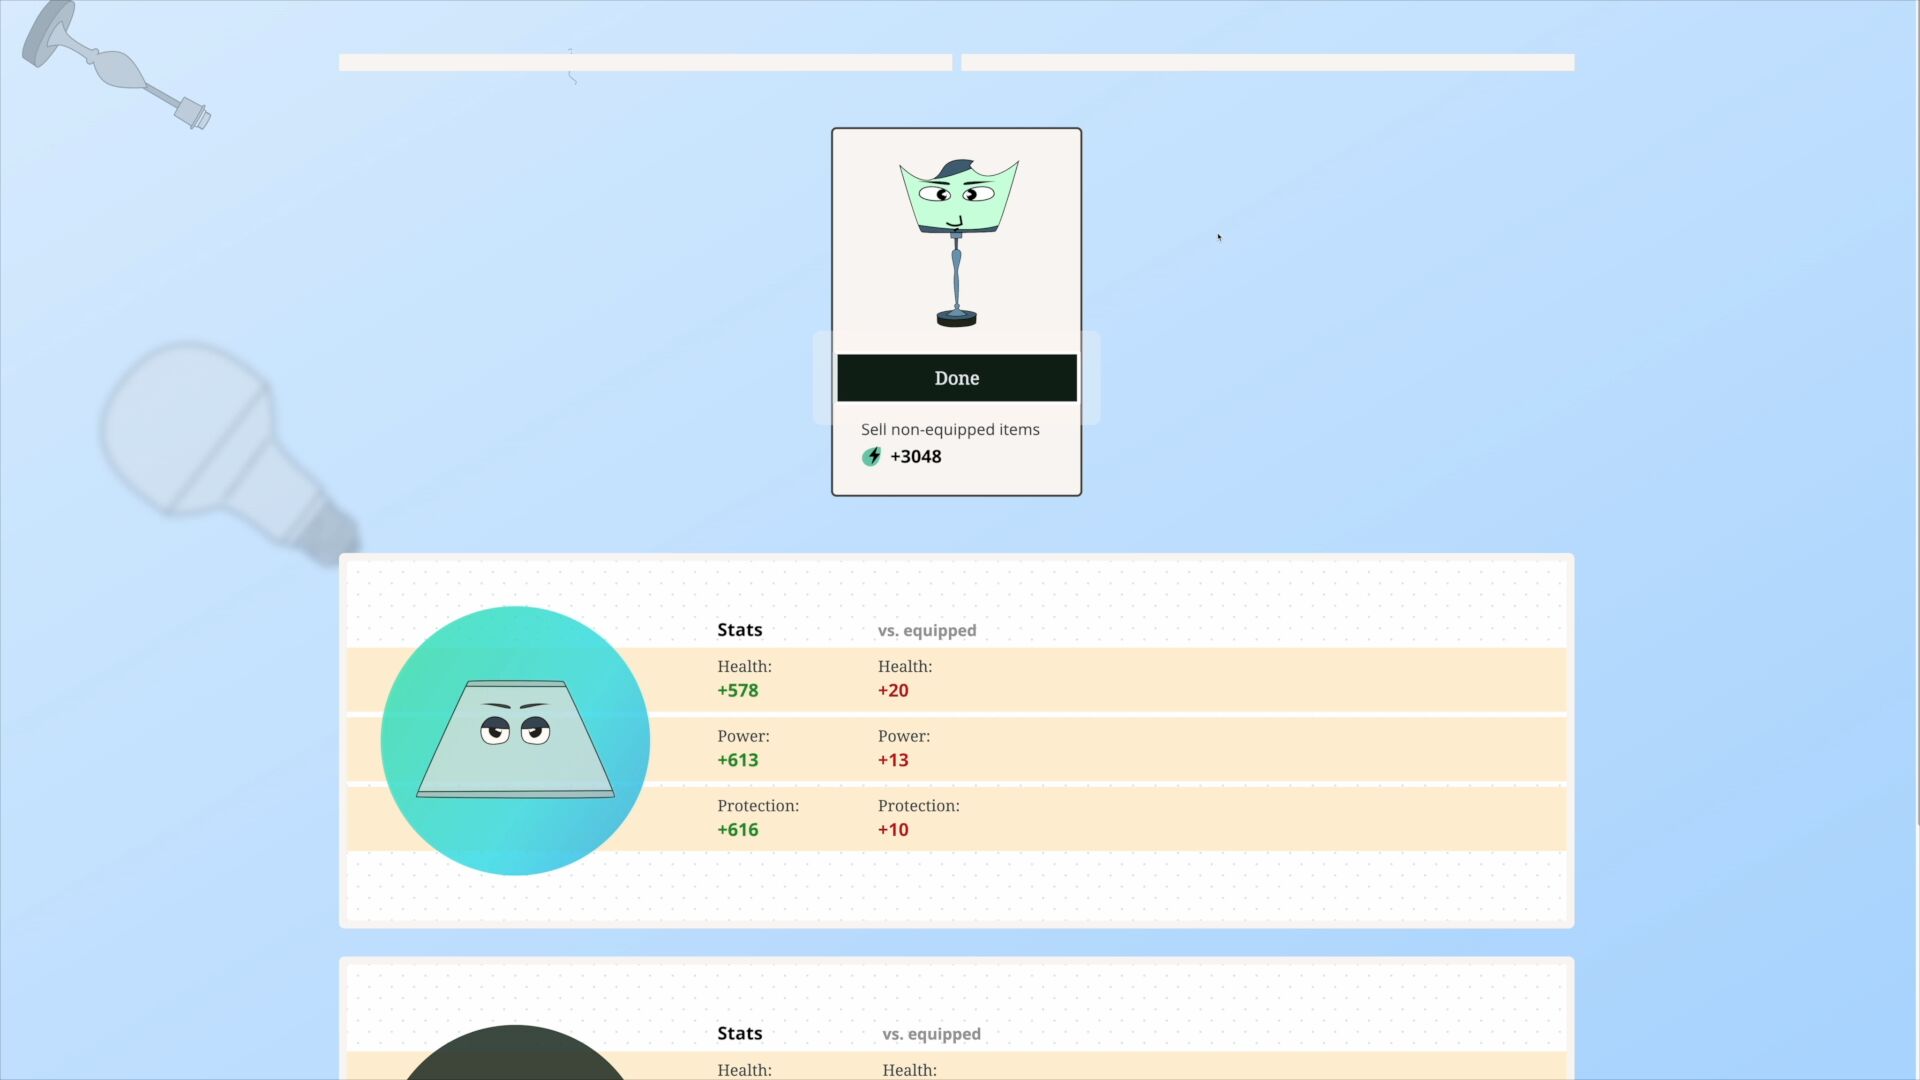 Done
Sell non-equipped items
+3048
Stats vs. equipped
Health: Health:
+578 +20
Power: Power:
+613 +13
Protection: Protection:
+616 +10
Stats vs. equipped
Health: Health: